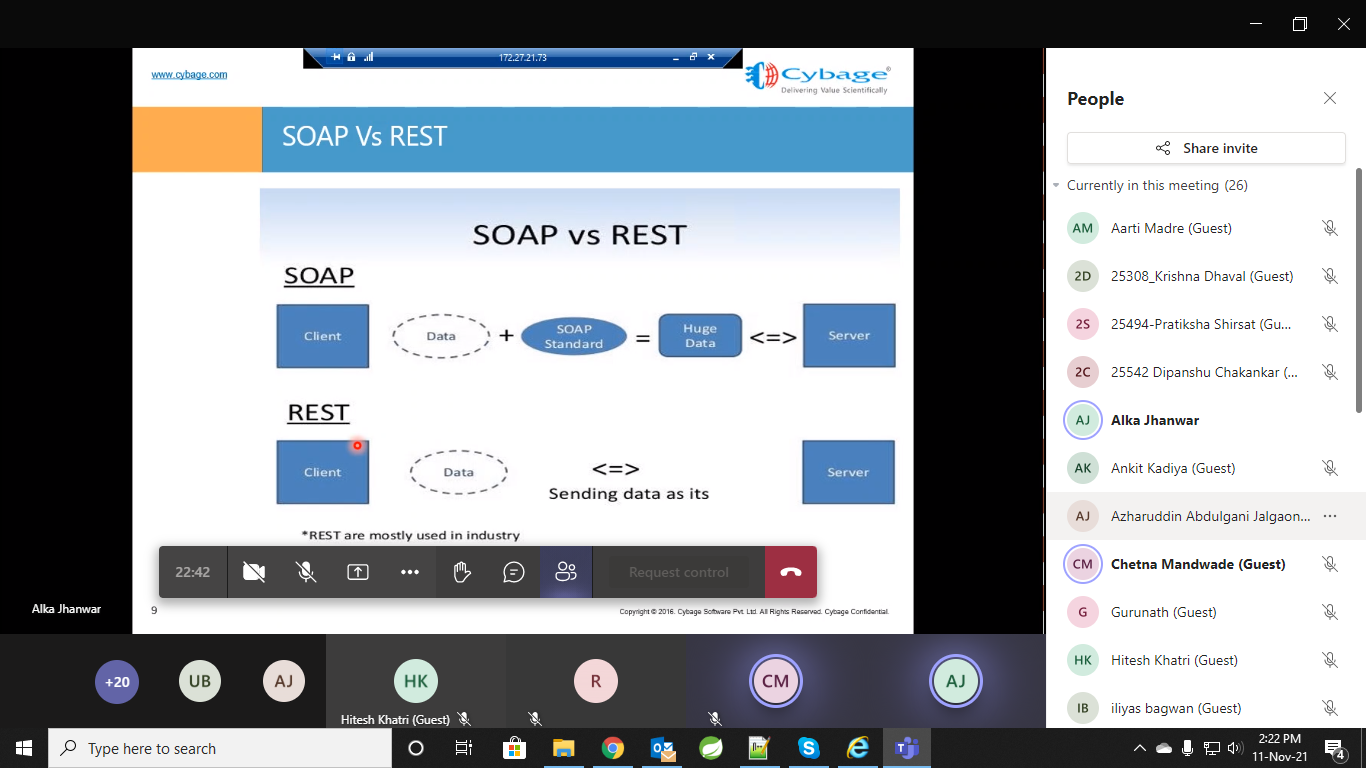 www.cybage.com
172.27.21.73
Cybage®
Delivering Value Scientifically
SOAP Vs REST
SOAP vs REST
SOAP
Client
Data
+
SOAP
Standard
=
Huge
Data
<=>
Server
REST
Client
Data
<=>
Sending data as its
Server
*REST are mostly used in industry
22:42
Request control
Alka Jhanwar
9
Copyright © 2016. Cybage Software Pvt. Ltd. All Rights Reserved. Cybage Confidential.
+20
UB
AJ
HK
Hitesh Khatri (Guest)
R
CM
AJ
People
Share invite
Currently in this meeting (26)
AM
Aarti Madre (Guest)
2D
25308_Krishna Dhaval (Guest)
2S
25494-Pratiksha Shirsat (Gu...
2C
25542 Dipanshu Chakankar (...
AJ
Alka Jhanwar
AK
Ankit Kadiya (Guest)
AJ
Azharuddin Abdulgani Jalgaon...
CM
Chetna Mandwade (Guest)
G
Gurunath (Guest)
HK
Hitesh Khatri (Guest)
IB
iliyas bagwan (Guest)
Type here to search
2:22 PM
11-Nov-21
4